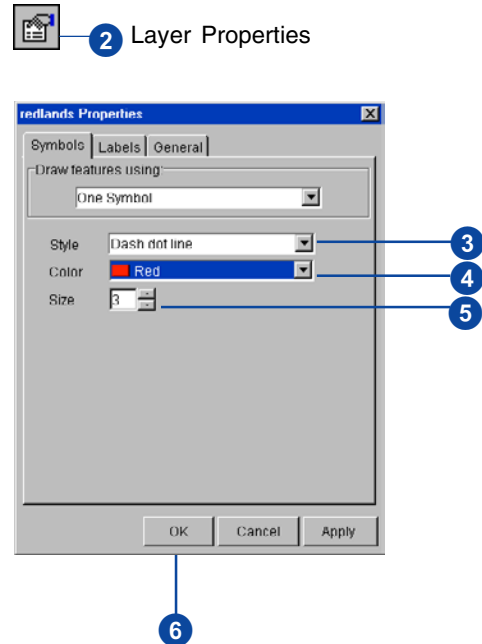 2 Layer Properties
redlands Properties
Symbols Labels General
Draw features using:
One Symbol
Style Dash dot line 3
Color Red 4
Size 3 5
OK Cancel Apply
6